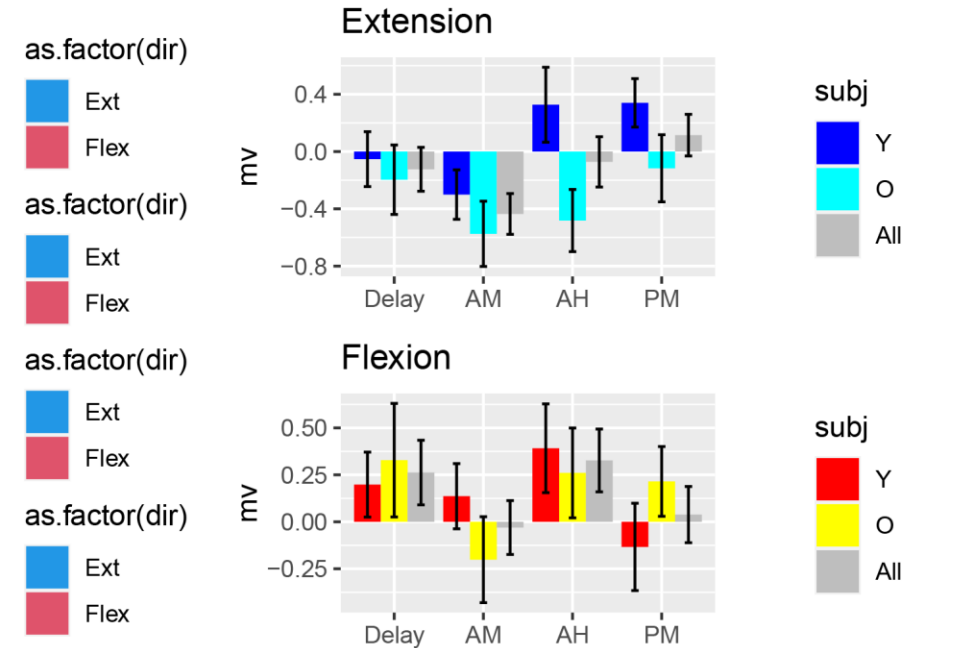 as.factor(dir)
Ext
Flex
as.factor(dir)
Ext
Flex
as.factor(dir)
Ext
Flex
as.factor(dir)
Ext
Flex
Extension
mv
0.4
0.0
−0.4
−0.8
Delay AM AH PM
subj
Y
O
All
Flexion
mv
0.50
0.25
0.00
−0.25
Delay AM AH PM
subj
Y
O
All